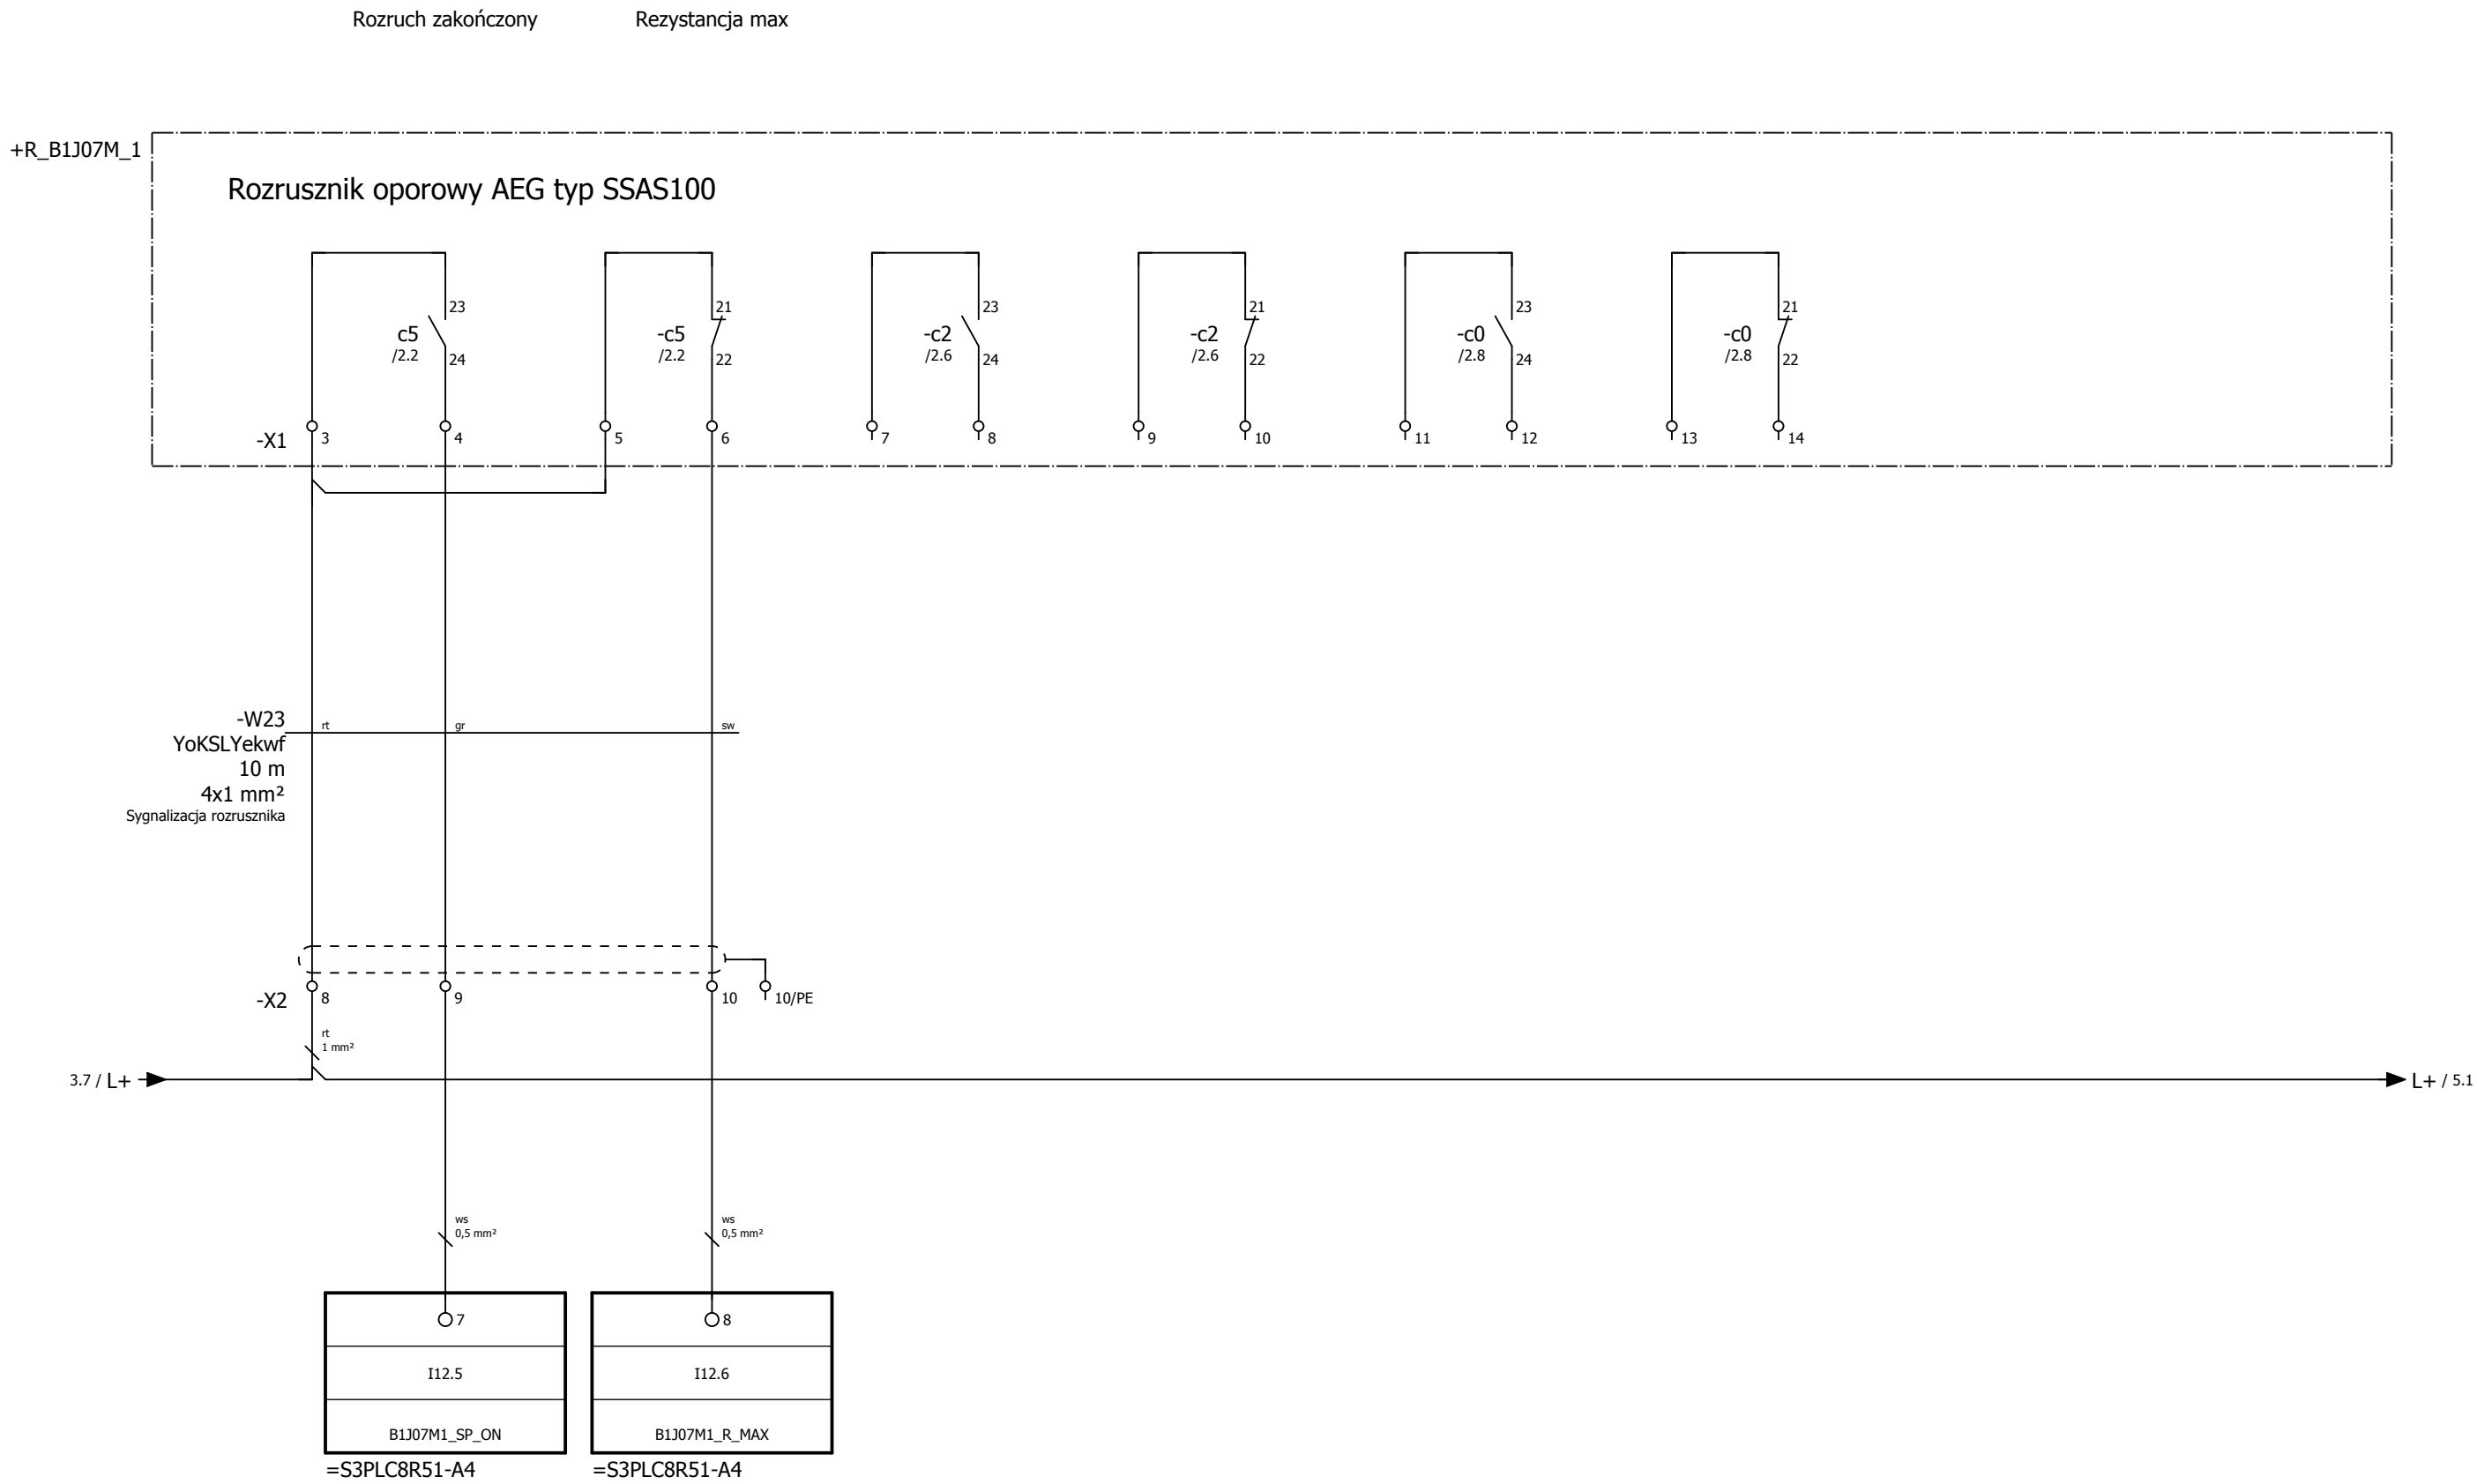 Rozruch zakończony Rezystancja max
+R_B1J07M_1
Rozrusznik oporowy AEG typ SSAS100
23 21 23 21 23 21
c5 -c5 -c2 -c2 -c0 -c0
/2.2 /2.2 /2.6 /2.6 /2.8 /2.8
24 22 24 22 24 22
-X1 3 4 5 6 7 8 9 10 11 12 13 14
-W23 rt gr sw
YoKSLYekwf
10 m
4x1 mm²
Sygnalizacja rozrusznika
-X2 8 9 10 10/PE
rt
1 mm²
3.7 / L+ L+ / 5.1
ws ws
0,5 mm² 0,5 mm²
7 8
I12.5 I12.6
B1J07M1_SP_ON B1J07M1_R_MAX
=S3PLC8R51-A4 =S3PLC8R51-A4